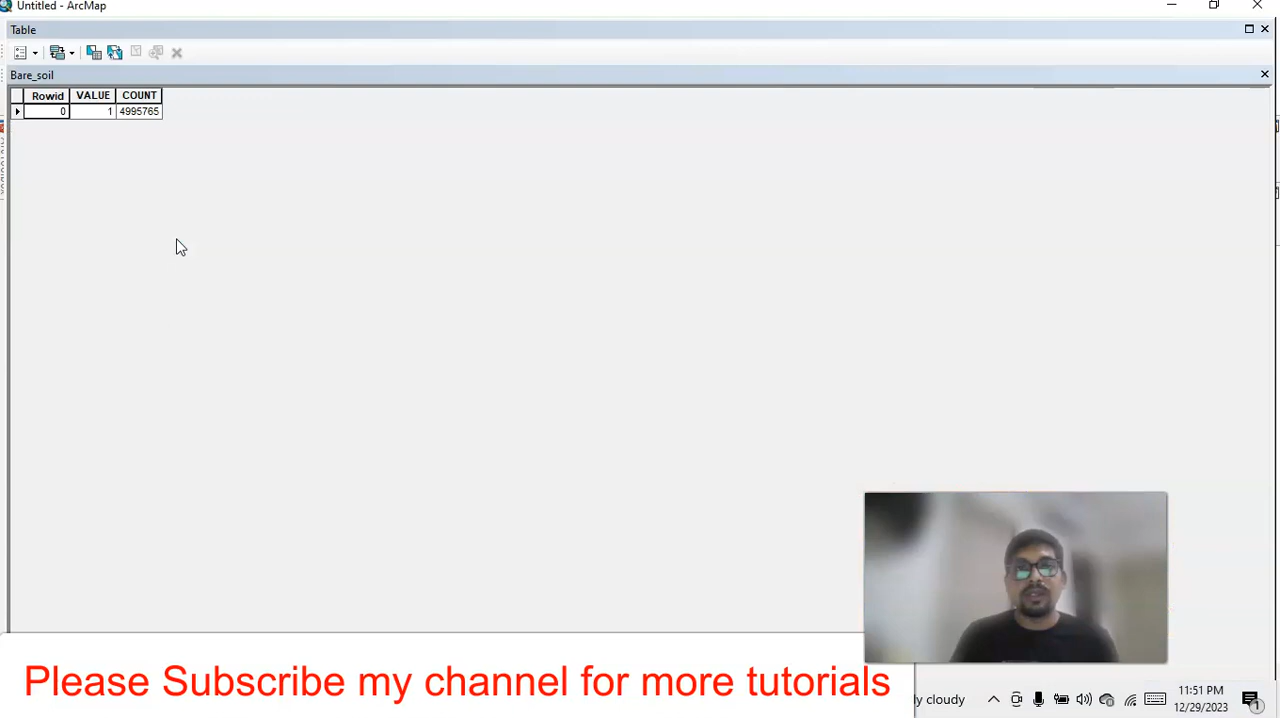 Untitled - ArcMap
Table
Bare_soil
Rowid VALUE COUNT
0 1 4995765
Please Subscribe my channel for more tutorials
cloudy
11:51 PM
12/29/2023
1